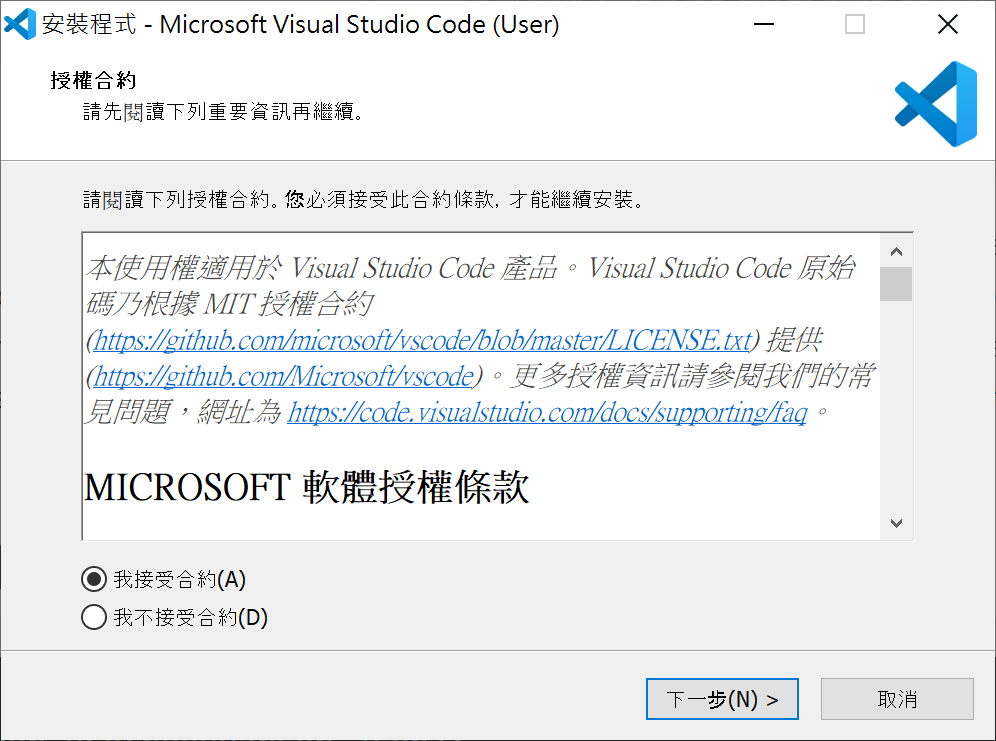 安裝程式 - Microsoft Visual Studio Code (User)
授權合約
請先閱讀下列重要資訊再繼續。
請閱讀下列授權合約。您必須接受此合約條款, 才能繼續安裝。
本使用權適用於 Visual Studio Code 產品。Visual Studio Code 原始
碼乃根據 MIT 授權合約
(https://github.com/microsoft/vscode/blob/master/LICENSE.txt) 提供
(https://github.com/Microsoft/vscode)。更多授權資訊請參閱我們的常
見問題，網址為 https://code.visualstudio.com/docs/supporting/faq。
MICROSOFT 軟體授權條款
我接受合約(A)
我不接受合約(D)
下一步(N) >
取消